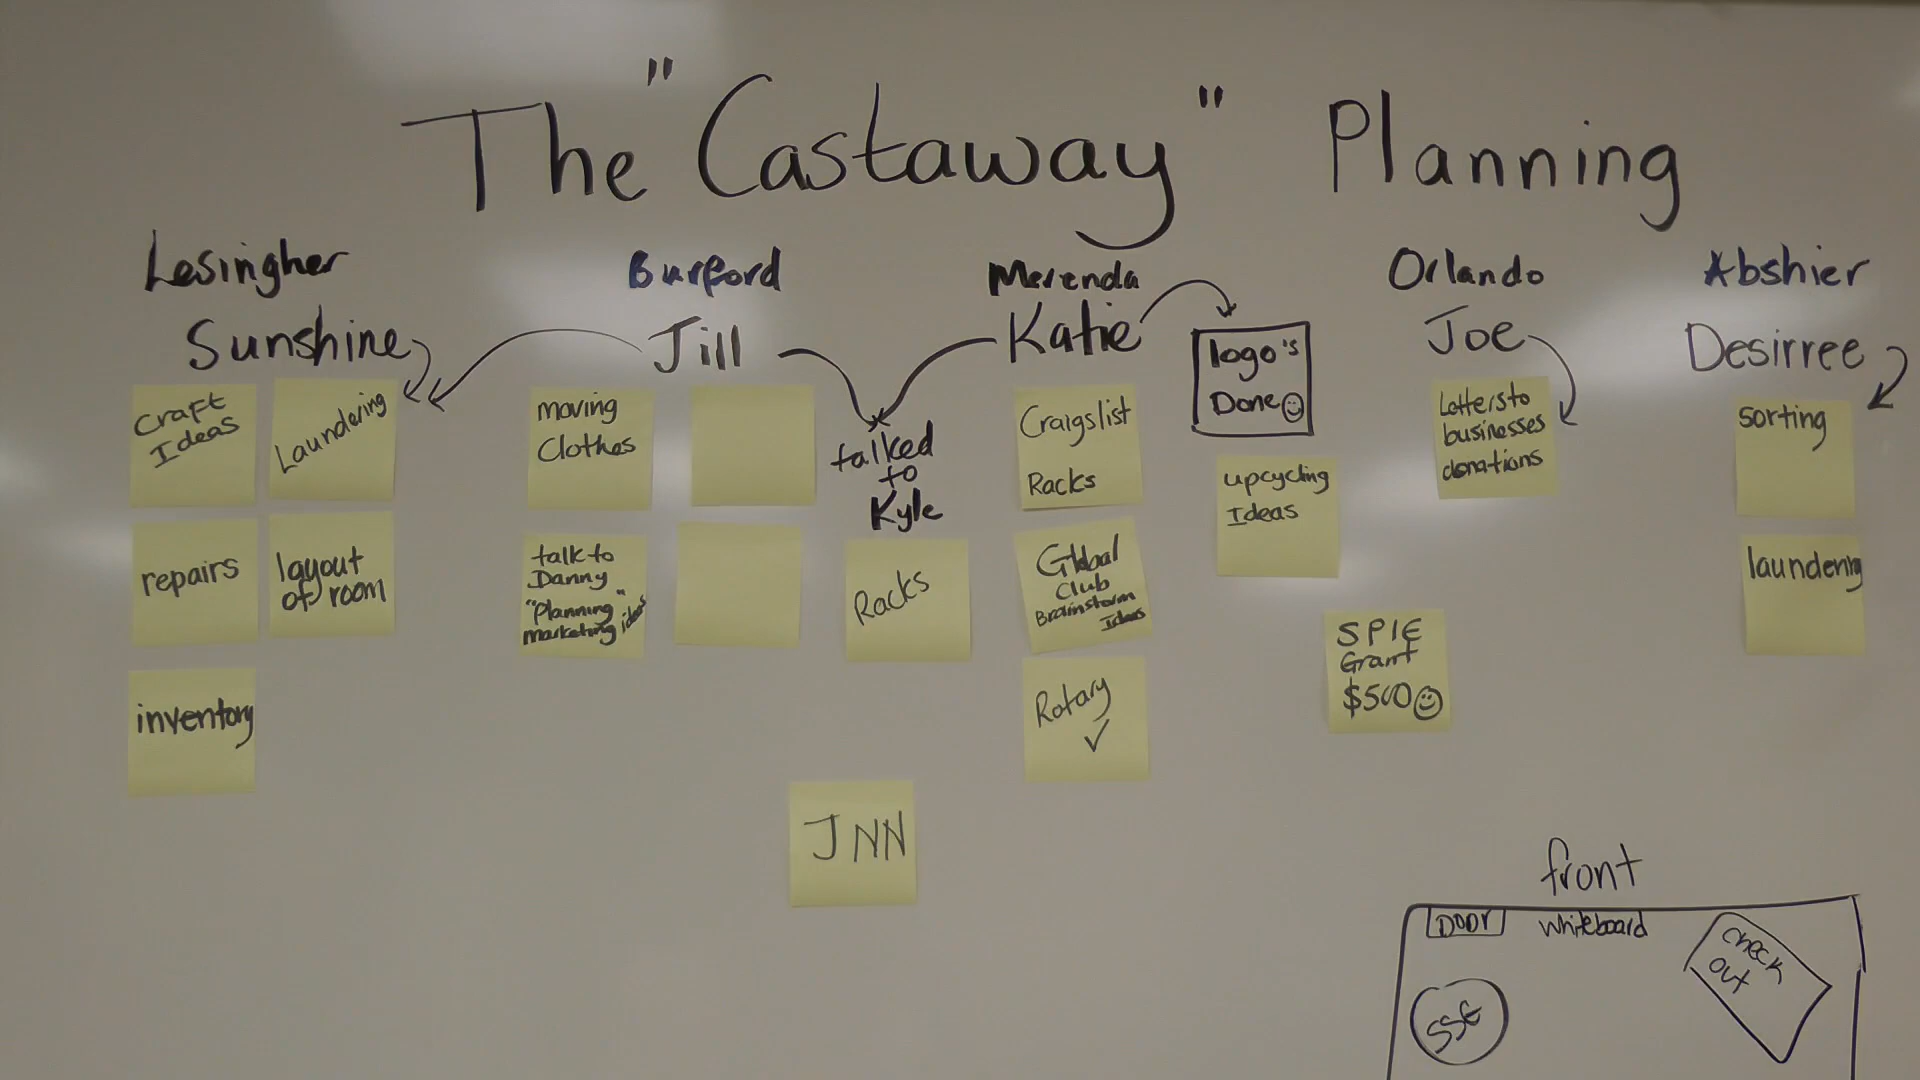 The "Castaway" Planning
Lesingher
Sunshine
Craft
Ideas
Laundering
repairs
layout
of room
inventory
Burford
Jill
moving
Clothes
talk to
Danny
"Planning"
marketing ideas
talked
to
Kyle
Racks
JNN
Merenda
Katie
Craigslist
Racks
Global
Club
Brainstorm
Ideas
Rotary
✓
logo's
Done
upcycling
Ideas
Orlando
Joe
Letters to
businesses
donations
SPIE
Grant
$500
Abshier
Desirree
sorting
laundering
front
Door
Whiteboard
check
out
SSE